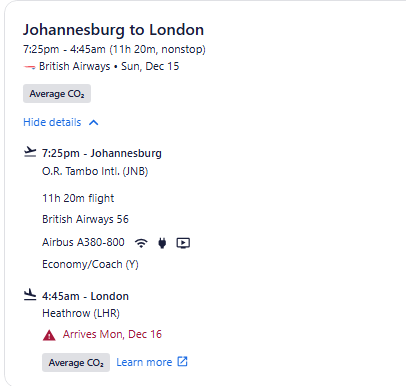 Johannesburg to London
7:25pm - 4:45am (11h 20m, nonstop)
British Airways • Sun, Dec 15
Average CO₂
Hide details
7:25pm - Johannesburg
O.R. Tambo Intl. (JNB)
11h 20m flight
British Airways 56
Airbus A380-800
Economy/Coach (Y)
4:45am - London
Heathrow (LHR)
Arrives Mon, Dec 16
Average CO₂ Learn more